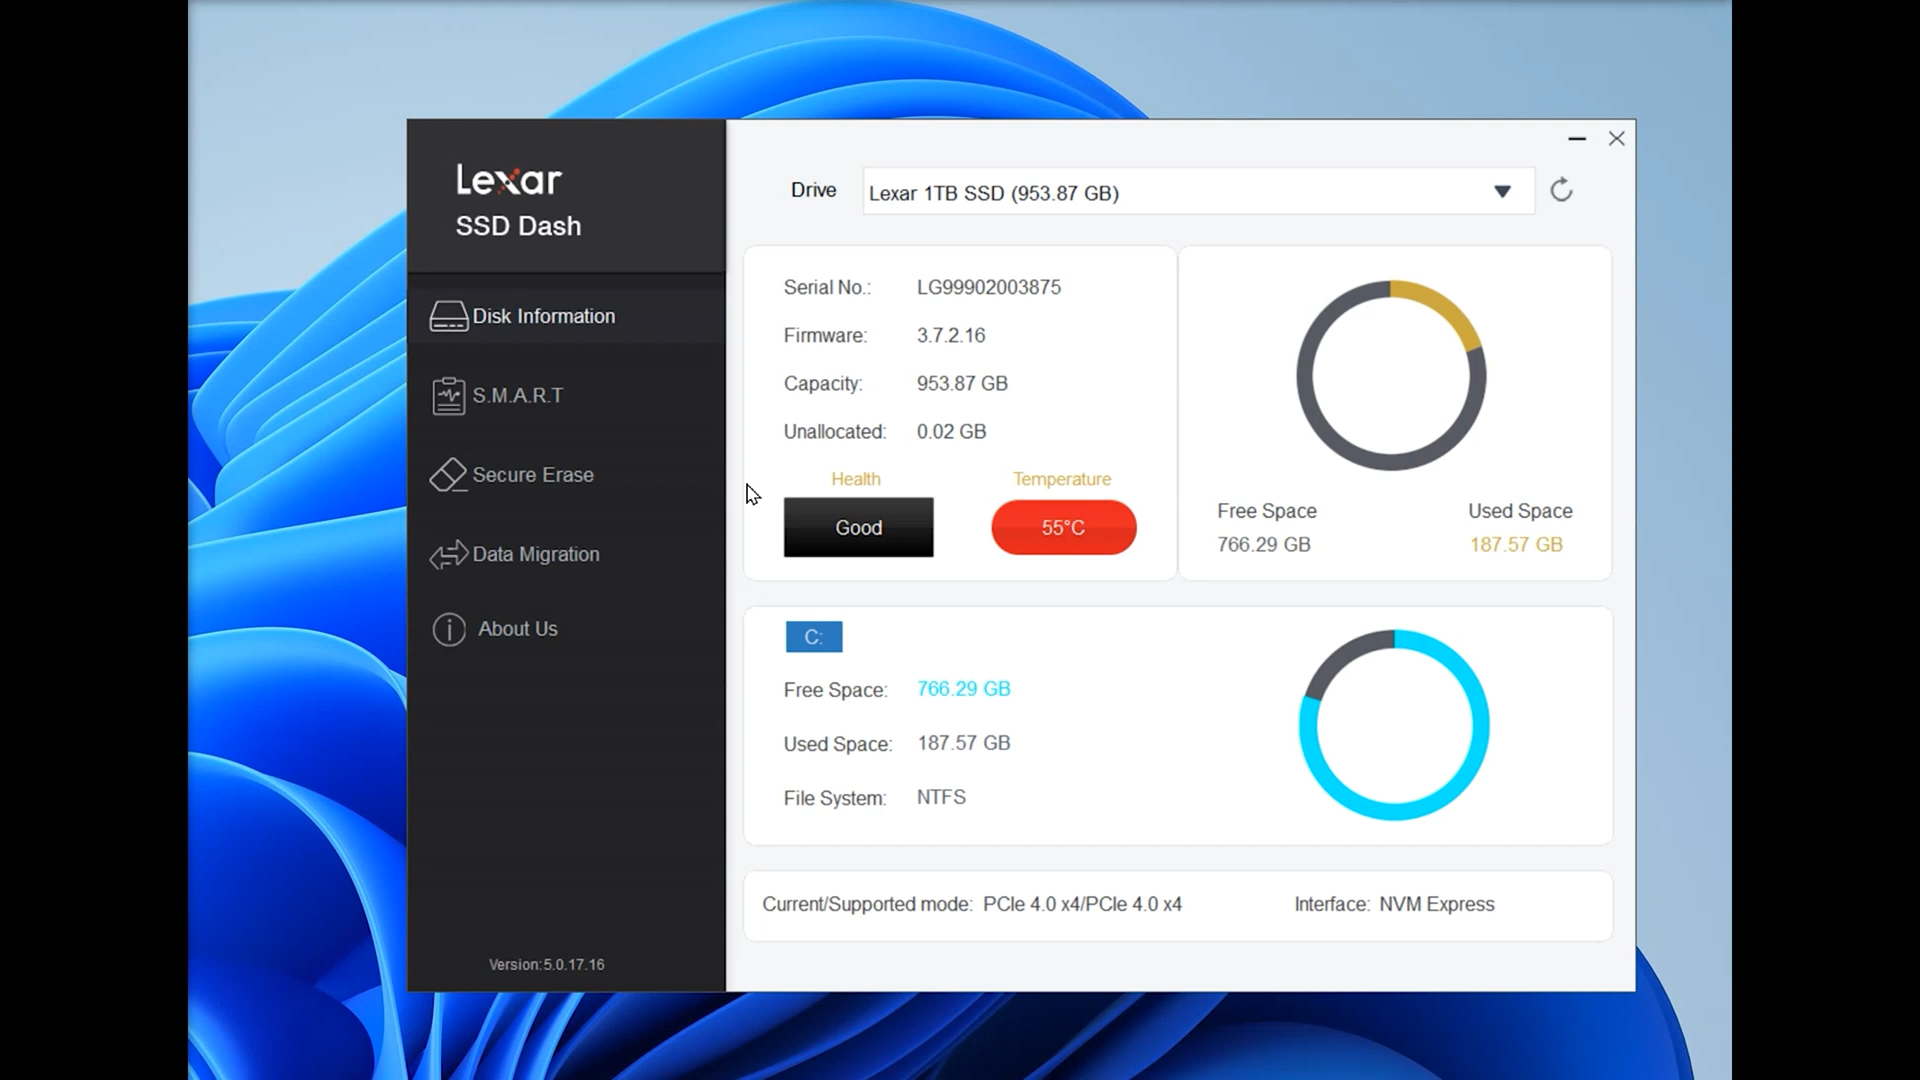 Lexar
SSD Dash
Disk Information
S.M.A.R.T
Secure Erase
Data Migration
About Us
Version:5.0.17.16
Drive Lexar 1TB SSD (953.87 GB)
Serial No.: LG99902003875
Firmware: 3.7.2.16
Capacity: 953.87 GB
Unallocated: 0.02 GB
Health Temperature
Good 55°C
Free Space Used Space
766.29 GB 187.57 GB
C:
Free Space: 766.29 GB
Used Space: 187.57 GB
File System: NTFS
Current/Supported mode: PCIe 4.0 x4/PCIe 4.0 x4 Interface: NVM Express